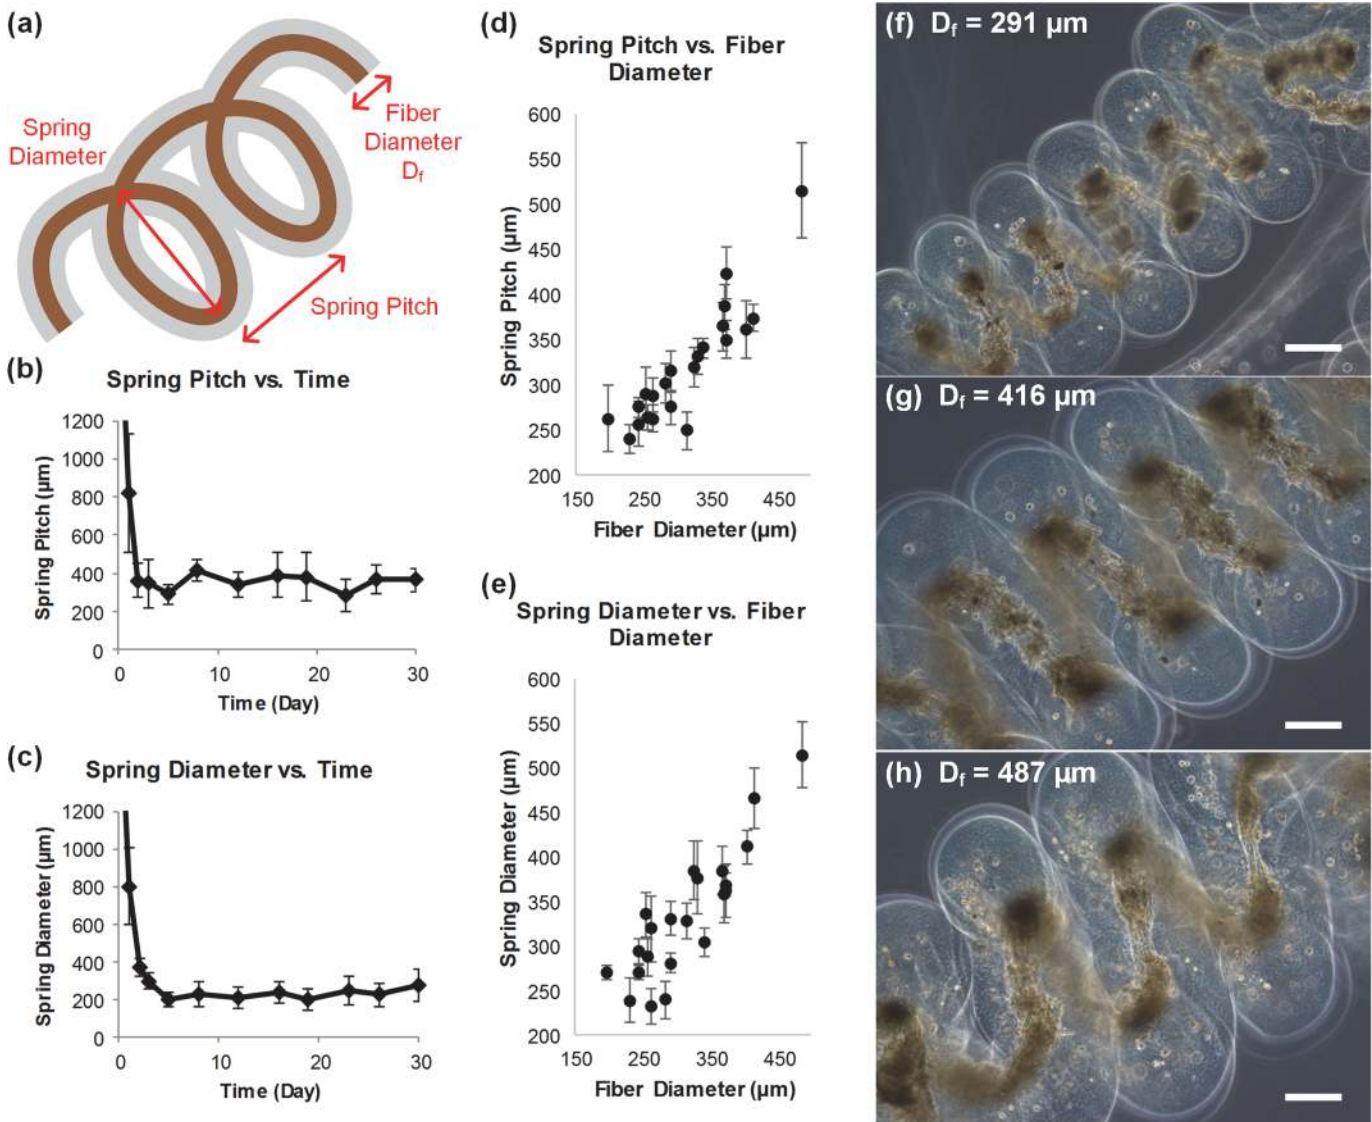 (a)
Spring
Diameter
Fiber
Diameter
Df
Spring Pitch
(b)
Spring Pitch vs. Time
Spring Pitch (µm)
1200
1000
800
600
400
200
0
0 10 20 30
Time (Day)
(c)
Spring Diameter vs. Time
Spring Diameter (µm)
1200
1000
800
600
400
200
0
0 10 20 30
Time (Day)
(d)
Spring Pitch vs. Fiber
Diameter
Spring Pitch (µm)
600
550
500
450
400
350
300
250
200
150 250 350 450
Fiber Diameter (µm)
(e)
Spring Diameter vs. Fiber
Diameter
Spring Diameter (µm)
600
550
500
450
400
350
300
250
200
150 250 350 450
Fiber Diameter (µm)
(f) Df = 291 µm
(g) Df = 416 µm
(h) Df = 487 µm